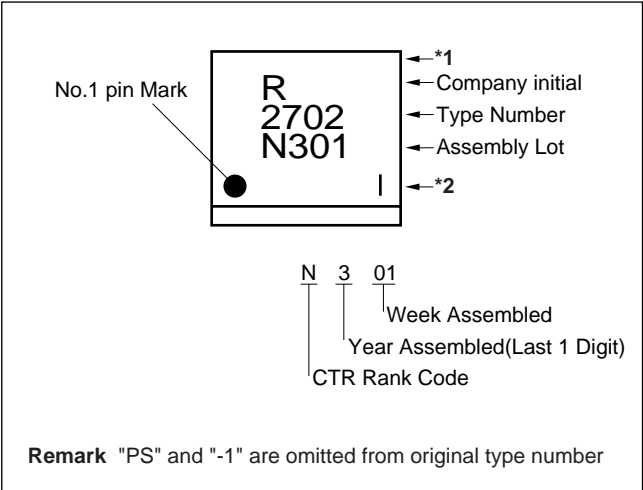 *1
No.1 pin Mark
R
Company initial
2702
Type Number
N301
Assembly Lot
*2
N 3 01
Week Assembled
Year Assembled(Last 1 Digit)
CTR Rank Code
Remark "PS" and "-1" are omitted from original type number